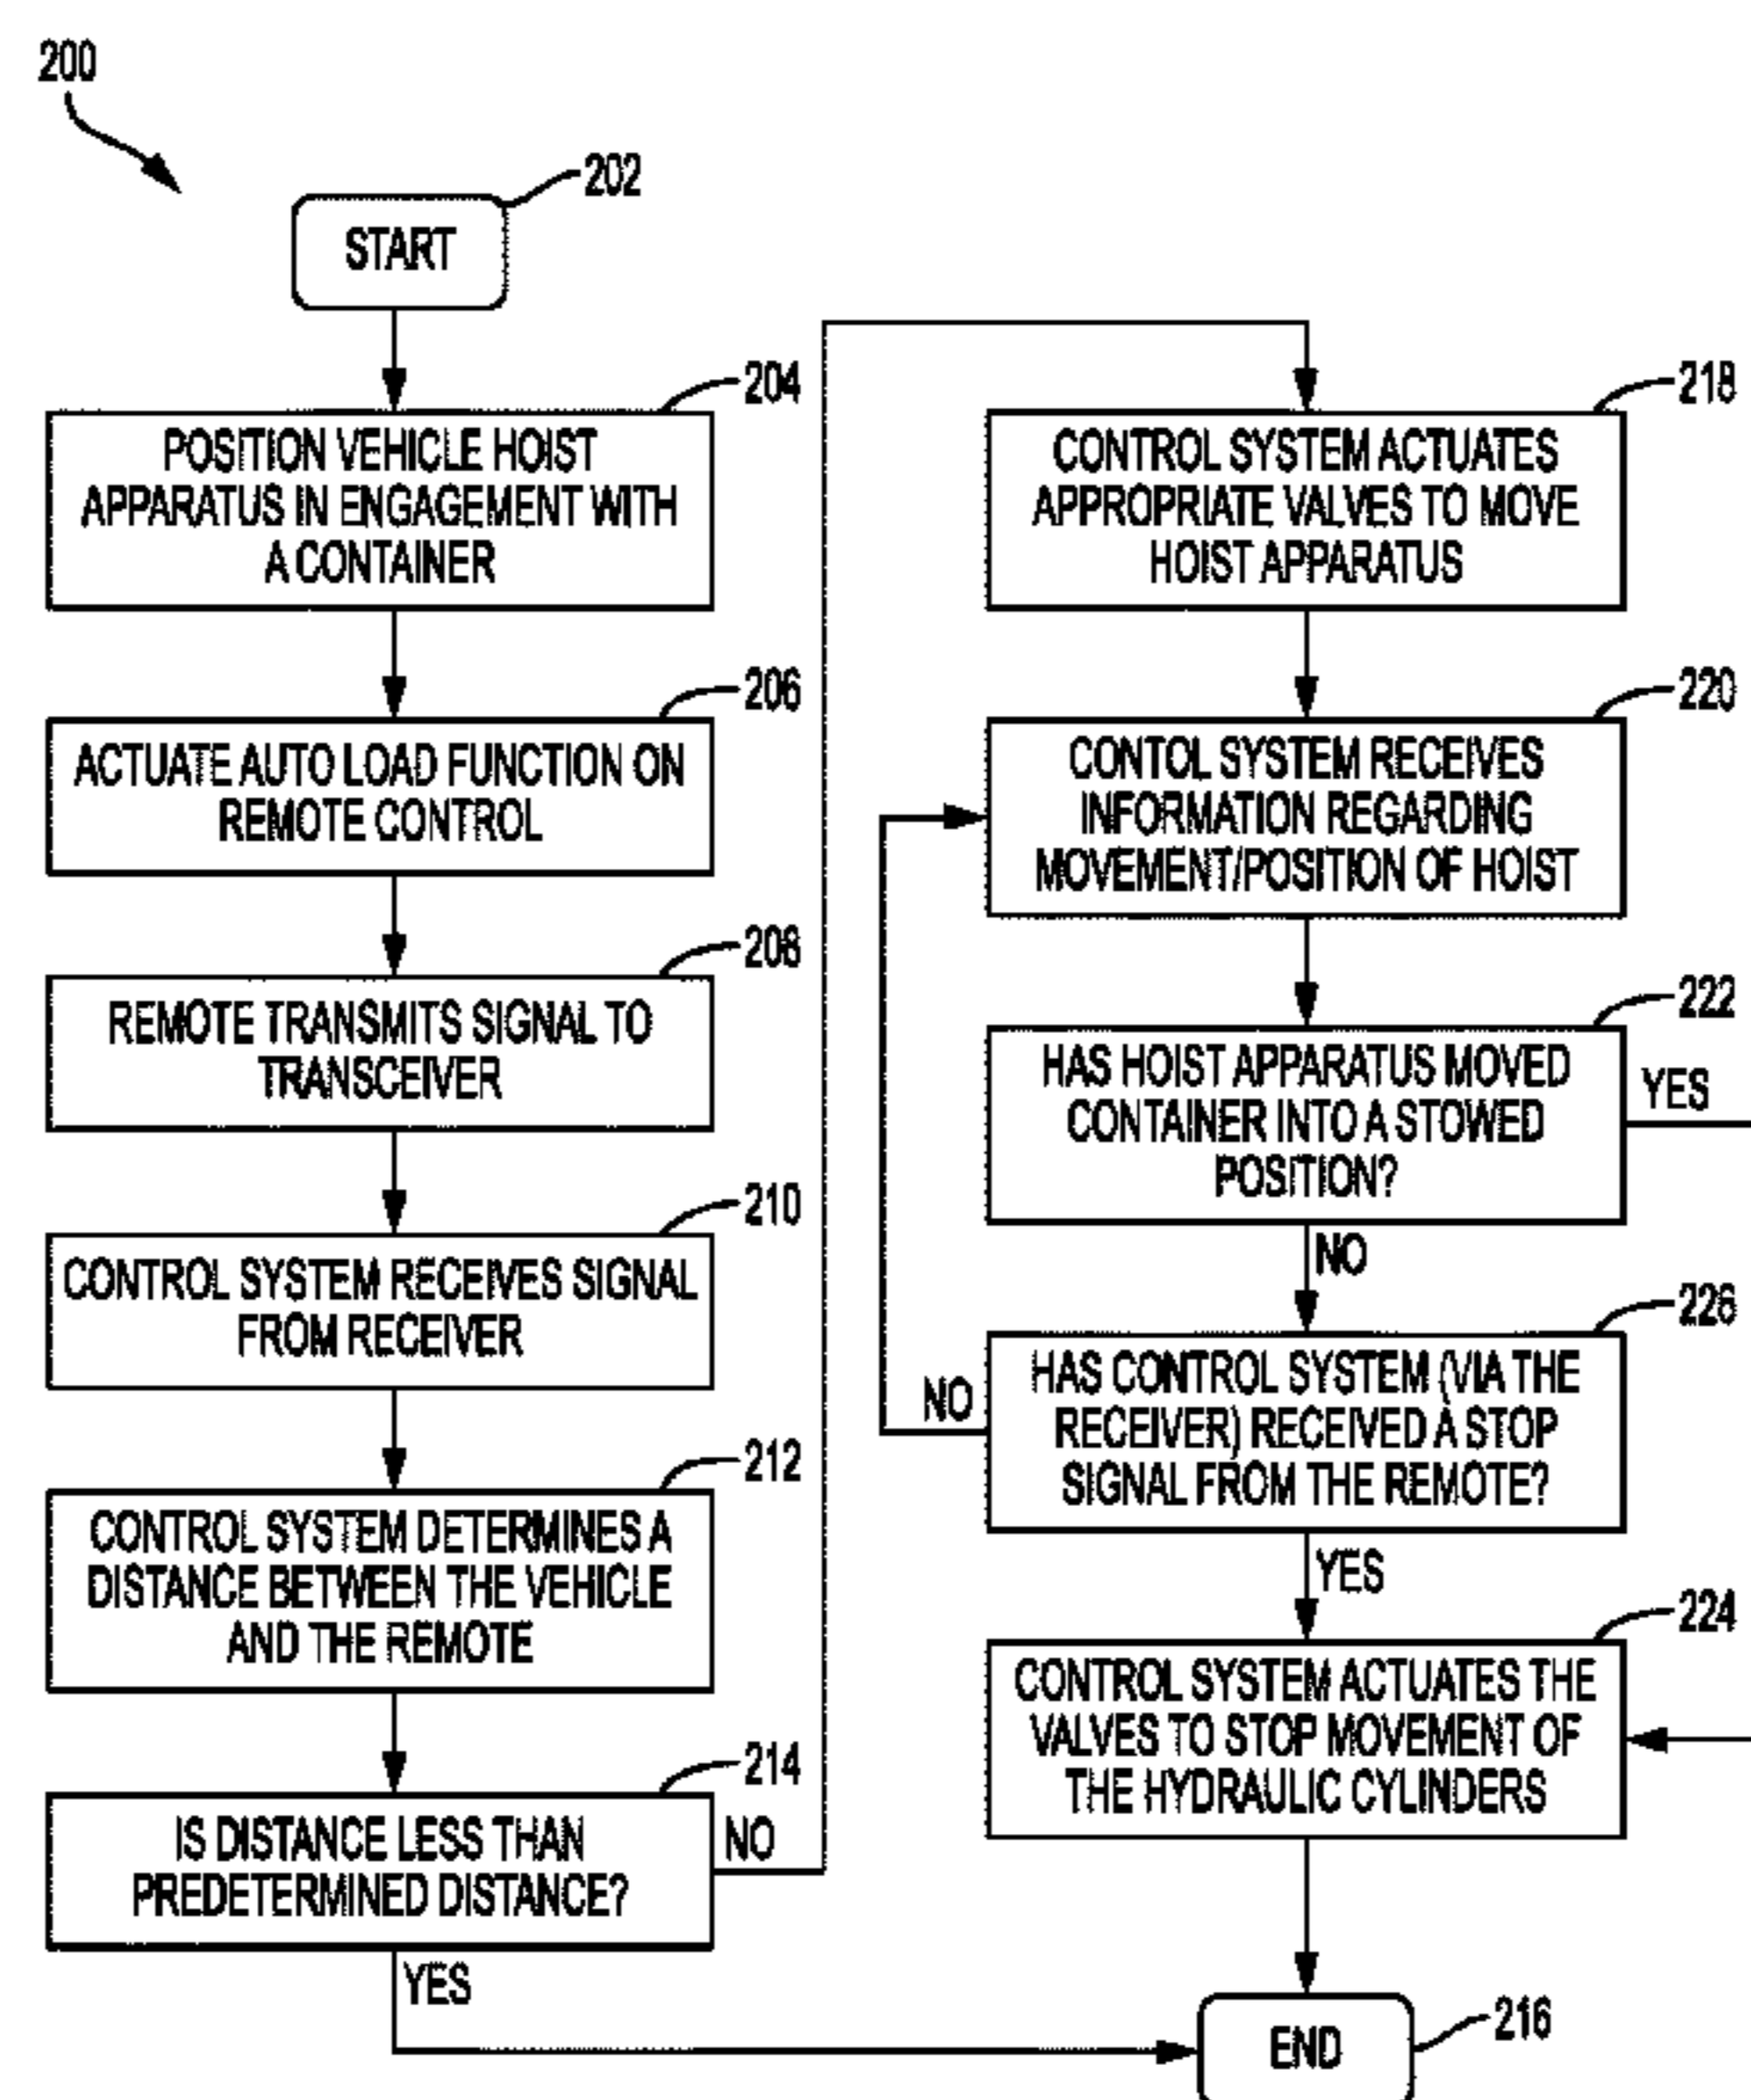 200
202
START
204
POSITION VEHICLE HOIST
APPARATUS IN ENGAGEMENT WITH
A CONTAINER
206
ACTUATE AUTO LOAD FUNCTION ON
REMOTE CONTROL
208
REMOTE TRANSMITS SIGNAL TO
TRANSCEIVER
210
CONTROL SYSTEM RECEIVES SIGNAL
FROM RECEIVER
212
CONTROL SYSTEM DETERMINES A
DISTANCE BETWEEN THE VEHICLE
AND THE REMOTE
214
IS DISTANCE LESS THAN
PREDETERMINED DISTANCE?
NO
YES
218
CONTROL SYSTEM ACTUATES
APPROPRIATE VALVES TO MOVE
HOIST APPARATUS
220
CONTOL SYSTEM RECEIVES
INFORMATION REGARDING
MOVEMENT/POSITION OF HOIST
222
HAS HOIST APPARATUS MOVED
CONTAINER INTO A STOWED
POSITION?
YES
NO
226
HAS CONTROL SYSTEM (VIA THE
RECEIVER) RECEIVED A STOP
SIGNAL FROM THE REMOTE?
NO
YES
224
CONTROL SYSTEM ACTUATES THE
VALVES TO STOP MOVEMENT OF
THE HYDRAULIC CYLINDERS
216
END